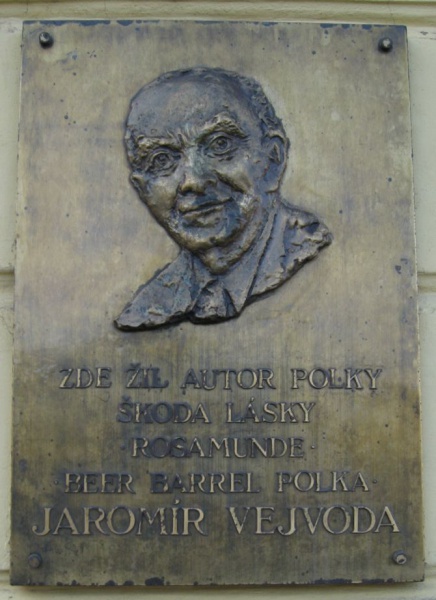 ZDE ŽIL AUTOR POLKY
ŠKODA LÁSKY
·ROSAMUNDE·
·BEER BARREL POLKA·
JAROMÍR VEJVODA